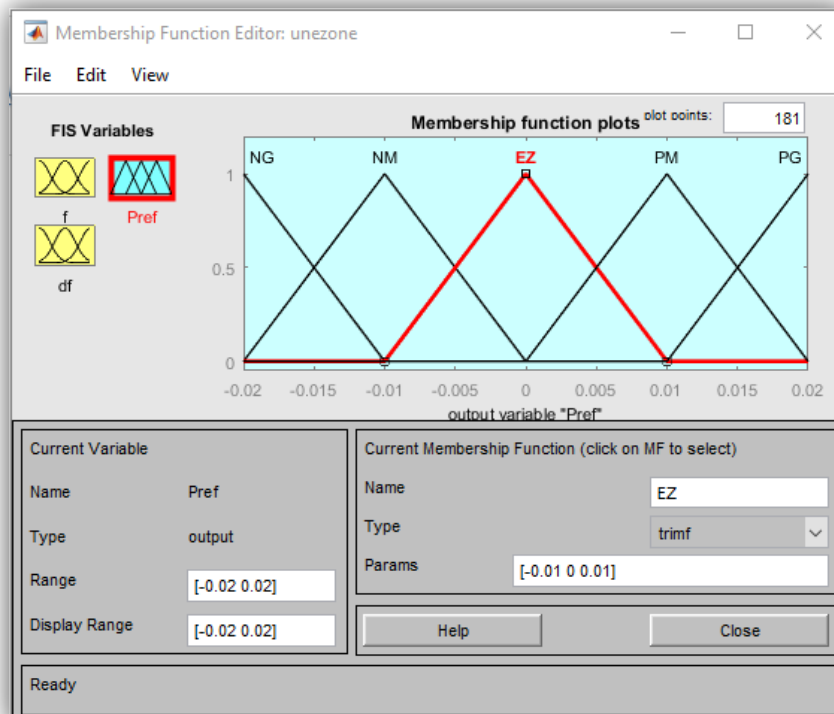 Membership Function Editor: unezone
File Edit View
FIS Variables
f
Pref
df
Membership function plots
plot points:
181
NG NM EZ PM PG
1
0.5
0
-0.02 -0.015 -0.01 -0.005 0 0.005 0.01 0.015 0.02
output variable "Pref"
Current Variable
Name Pref
Type output
Range [-0.02 0.02]
Display Range [-0.02 0.02]
Current Membership Function (click on MF to select)
Name EZ
Type trimf
Params [-0.01 0 0.01]
Help Close
Ready